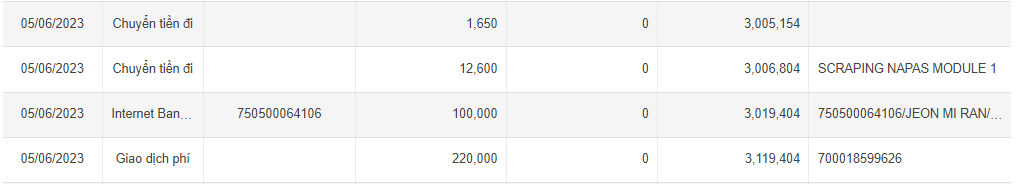 05/06/2023 Chuyển tiền đi 1,650 0 3,005,154
05/06/2023 Chuyển tiền đi 12,600 0 3,006,804 SCRAPING NAPAS MODULE 1
05/06/2023 Internet Ban... 750500064106 100,000 0 3,019,404 750500064106/JEON MI RAN/...
05/06/2023 Giao dịch phí 220,000 0 3,119,404 700018599626